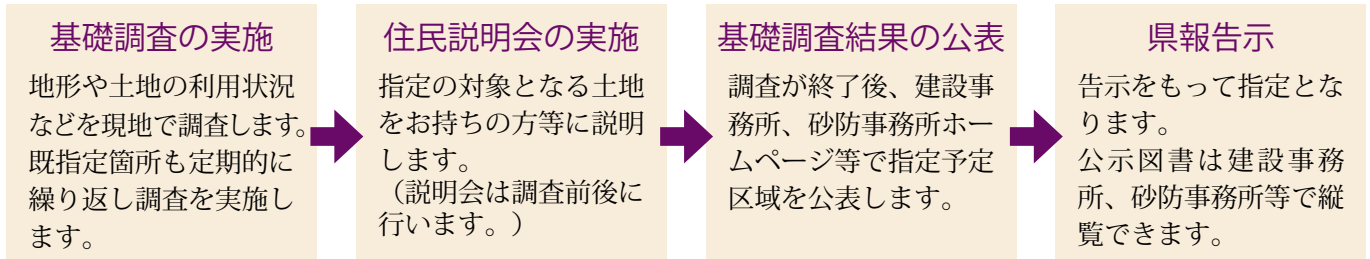 基礎調査の実施
地形や土地の利用状況
などを現地で調査します。
既指定箇所も定期的に
繰り返し調査を実施し
ます。
住民説明会の実施
指定の対象となる土地
をお持ちの方等に説明
します。
（説明会は調査前後に
行います。）
基礎調査結果の公表
調査が終了後、建設事
務所、砂防事務所ホー
ムページ等で指定予定
区域を公表します。
県報告示
告示をもって指定とな
ります。
公示図書は建設事務
所、砂防事務所等で縦
覧できます。